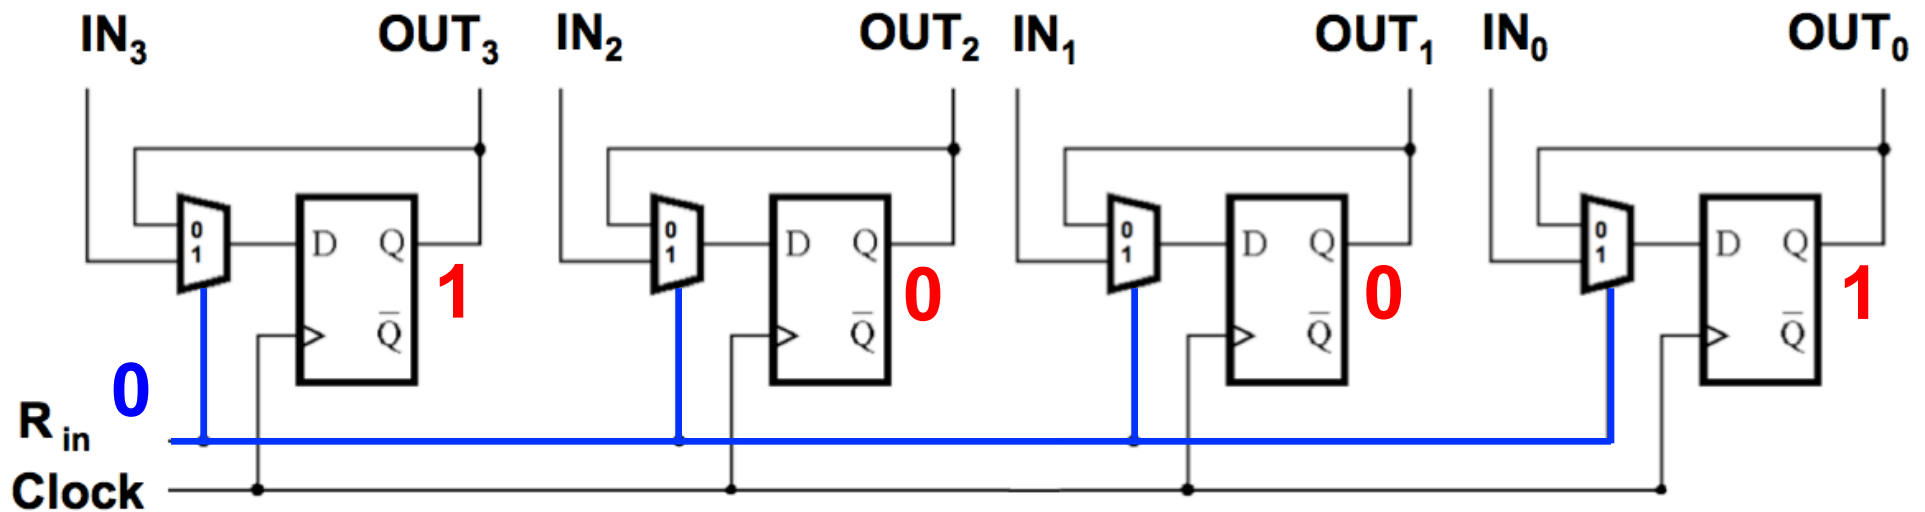 IN3 OUT3 IN2 OUT2 IN1 OUT1 IN0 OUT0
0 1 D Q Q̅ 1
0 1 D Q Q̅ 0
0 1 D Q Q̅ 0
0 1 D Q Q̅ 1
0
R in
Clock